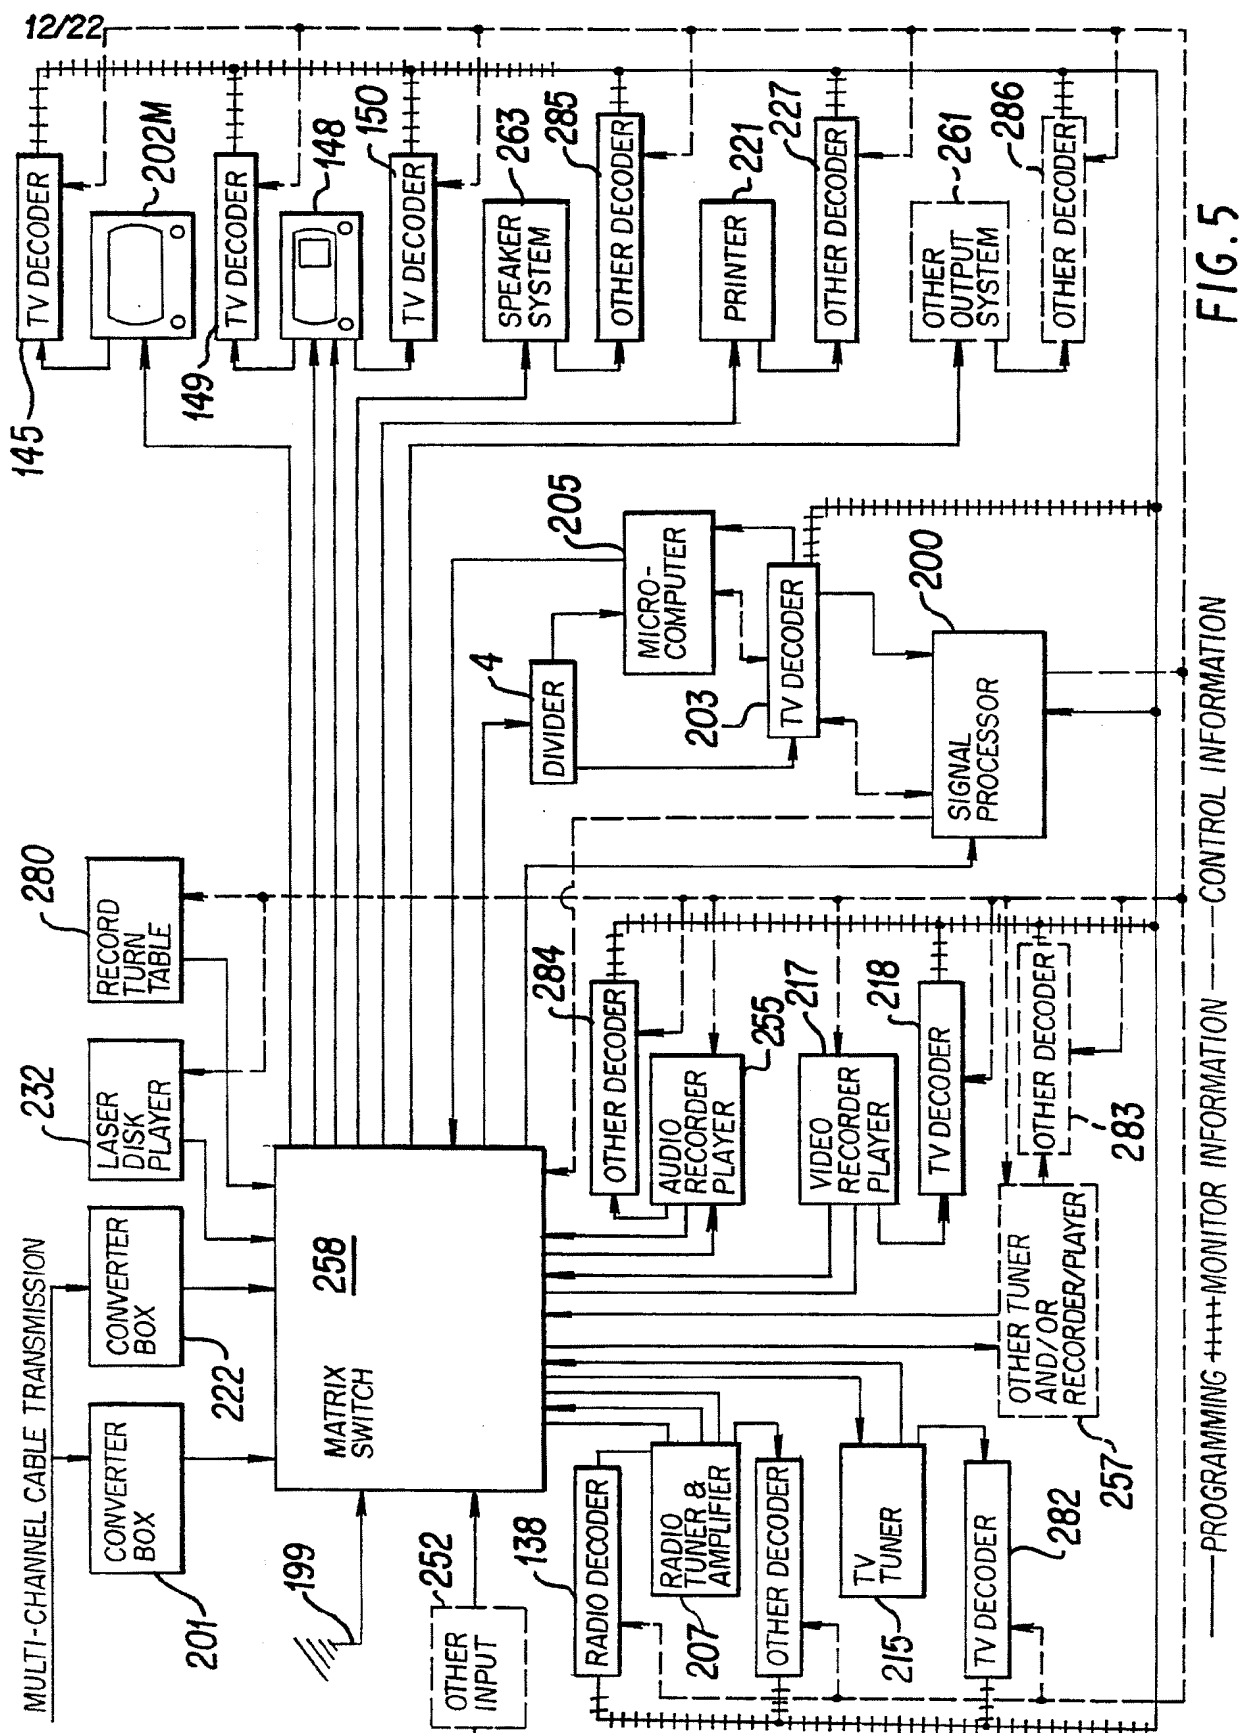 12/22
MULTI-CHANNEL CABLE TRANSMISSION
CONVERTER
BOX
201
CONVERTER
BOX
222
LASER
DISK
PLAYER
232
RECORD
TURN
TABLE
280
199
OTHER
INPUT
252
MATRIX
SWITCH
258
145
TV DECODER
202M
149
TV DECODER
148
TV DECODER
150
SPEAKER
SYSTEM
263
OTHER DECODER
285
PRINTER
221
OTHER DECODER
227
OTHER
OUTPUT
SYSTEM
261
OTHER DECODER
286
DIVIDER
4
MICRO-
COMPUTER
205
TV DECODER
203
SIGNAL
PROCESSOR
200
RADIO DECODER
138
RADIO
TUNER &
AMPLIFIER
207
OTHER DECODER
TV
TUNER
215
TV DECODER
282
OTHER DECODER
284
AUDIO
RECORDER
PLAYER
255
VIDEO
RECORDER
PLAYER
217
TV DECODER
218
OTHER TUNER
AND/OR
RECORDER/PLAYER
257
OTHER DECODER
283
PROGRAMMING MONITOR INFORMATION CONTROL INFORMATION
FIG. 5